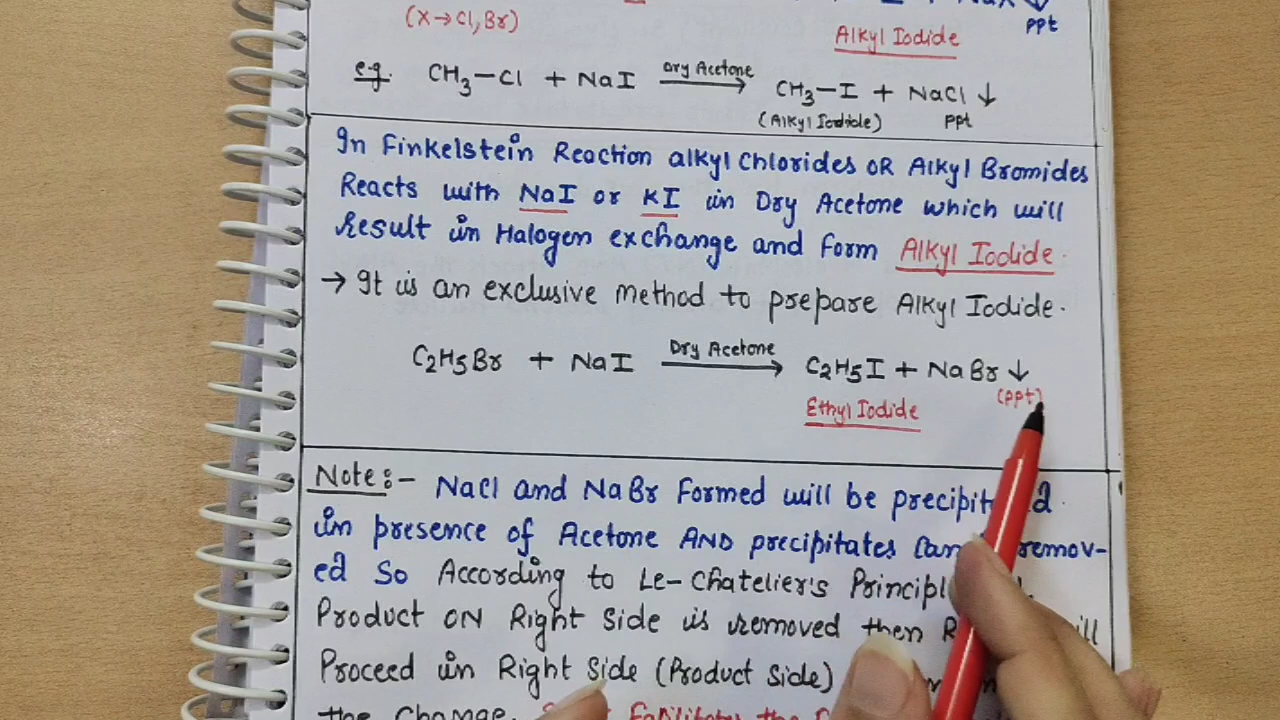 + NaX ↓
(X→Cl, Br)
Alkyl Iodide
ppt
e.g. CH₃-Cl + NaI Dry Acetone → CH₃-I + NaCl ↓
(Alkyl Iodide) ppt
In Finkelstein Reaction alkyl chlorides OR Alkyl Bromides
Reacts with NaI or KI in Dry Acetone which will
result in Halogen exchange and form Alkyl Iodide.
→ It is an exclusive method to prepare Alkyl Iodide.
C₂H₅Br + NaI Dry Acetone → C₂H₅I + NaBr ↓
Ethyl Iodide (ppt)
Note:- NaCl and NaBr Formed will be
in presence of Acetone AND precipitates remov-
ed so According to Le-Chatelier's
Product ON Right Side is removed then
Proceed in Right Side (Product Side)
the change.